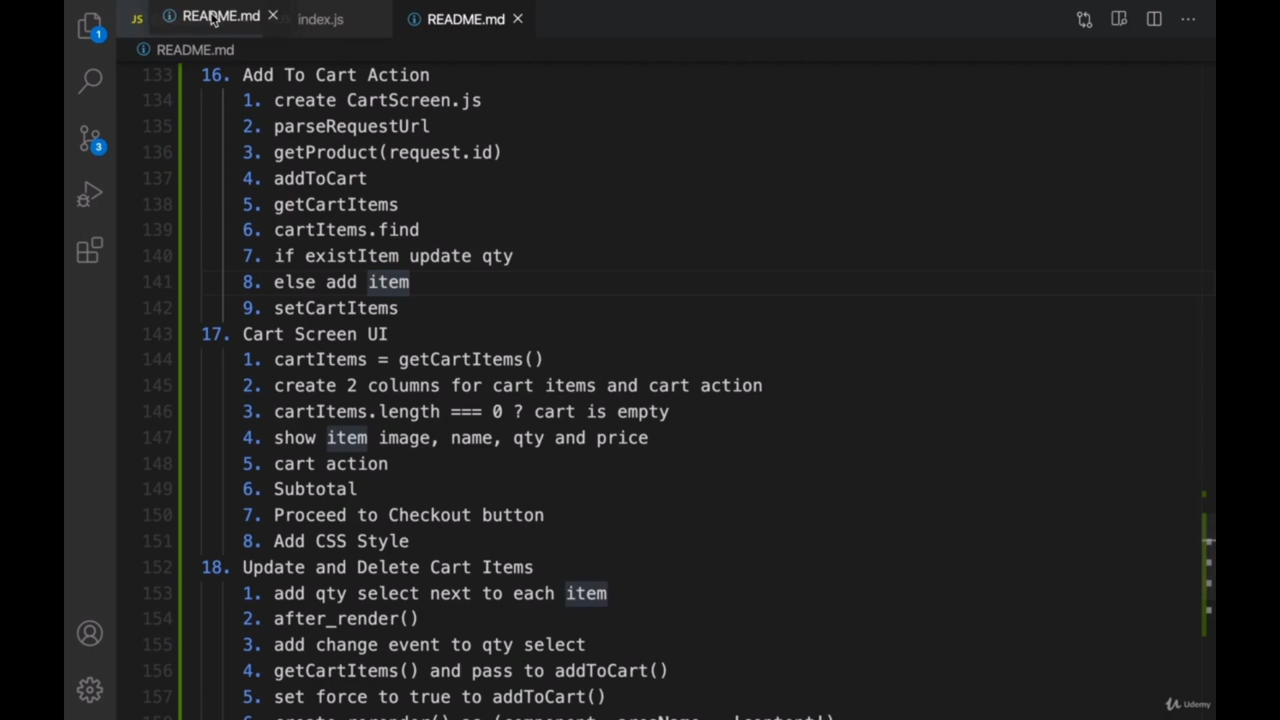 JS README.md × index.js README.md ×
README.md
1
3
133 16. Add To Cart Action
134 1. create CartScreen.js
135 2. parseRequestUrl
136 3. getProduct(request.id)
137 4. addToCart
138 5. getCartItems
139 6. cartItems.find
140 7. if existItem update qty
141 8. else add item
142 9. setCartItems
143 17. Cart Screen UI
144 1. cartItems = getCartItems()
145 2. create 2 columns for cart items and cart action
146 3. cartItems.length === 0 ? cart is empty
147 4. show item image, name, qty and price
148 5. cart action
149 6. Subtotal
150 7. Proceed to Checkout button
151 8. Add CSS Style
152 18. Update and Delete Cart Items
153 1. add qty select next to each item
154 2. after_render()
155 3. add change event to qty select
156 4. getCartItems() and pass to addToCart()
157 5. set force to true to addToCart()
Udemy